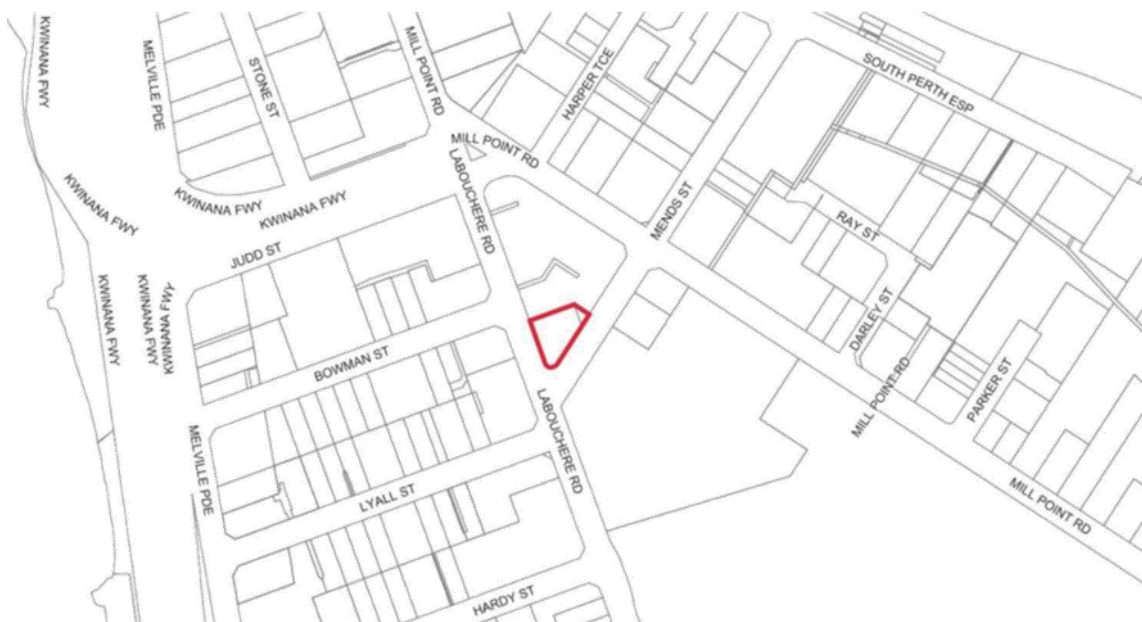 KWINANA FWY
MELVILLE PDE
STONE ST
MILL POINT RD
HARPER TCE
SOUTH PERTH ESP
MILL POINT RD
LABOUCHERE RD
KWINANA FWY
KWINANA FWY
KWINANA FWY
MENDS ST
RAY ST
JUDD ST
KWINANA FWY
KWINANA FWY
KWINANA FWY
DARLEY ST
BOWMAN ST
MILL POINT RD
PARKER ST
LABOUCHERE RD
MELVILLE PDE
LYALL ST
MILL POINT RD
HARDY ST